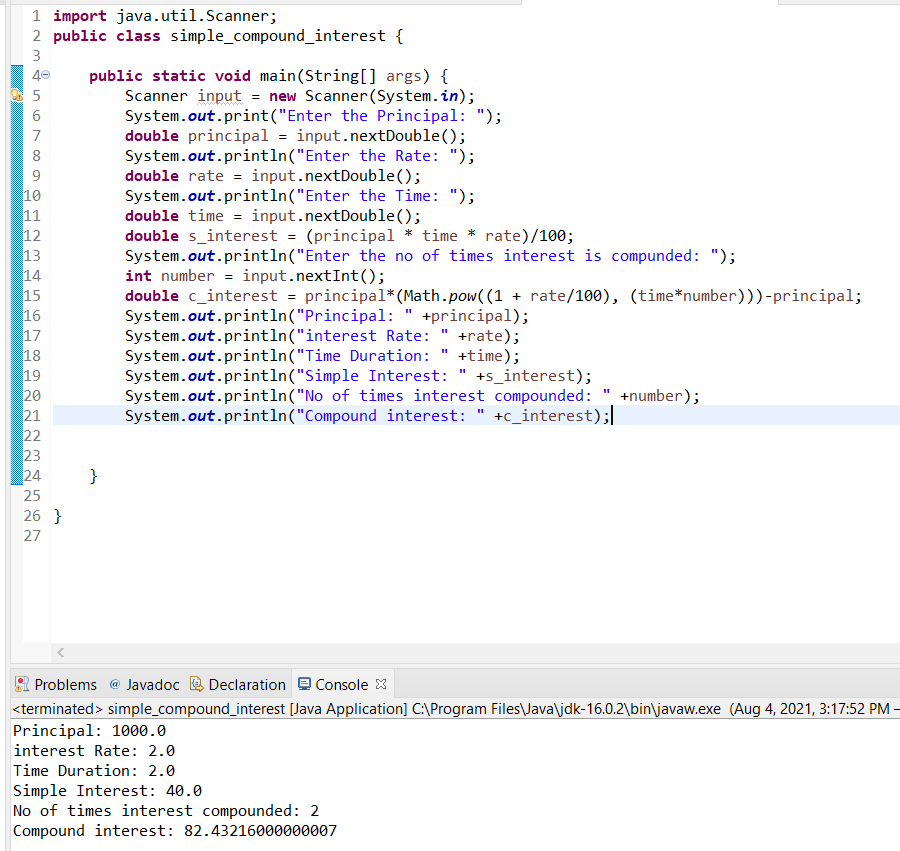 1 import java.util.Scanner;
2 public class simple_compound_interest {
3
4 public static void main(String[] args) {
5 Scanner input = new Scanner(System.in);
6 System.out.print("Enter the Principal: ");
7 double principal = input.nextDouble();
8 System.out.println("Enter the Rate: ");
9 double rate = input.nextDouble();
10 System.out.println("Enter the Time: ");
11 double time = input.nextDouble();
12 double s_interest = (principal * time * rate)/100;
13 System.out.println("Enter the no of times interest is compunded: ");
14 int number = input.nextInt();
15 double c_interest = principal*(Math.pow((1 + rate/100), (time*number)))-principal;
16 System.out.println("Principal: " +principal);
17 System.out.println("interest Rate: " +rate);
18 System.out.println("Time Duration: " +time);
19 System.out.println("Simple Interest: " +s_interest);
20 System.out.println("No of times interest compounded: " +number);
21 System.out.println("Compound interest: " +c_interest);
22
23
24 }
25
26 }
27
Problems @ Javadoc Declaration Console
<terminated> simple_compound_interest [Java Application] C:\Program Files\Java\jdk-16.0.2\bin\javaw.exe (Aug 4, 2021, 3:17:52 PM –
Principal: 1000.0
interest Rate: 2.0
Time Duration: 2.0
Simple Interest: 40.0
No of times interest compounded: 2
Compound interest: 82.43216000000007